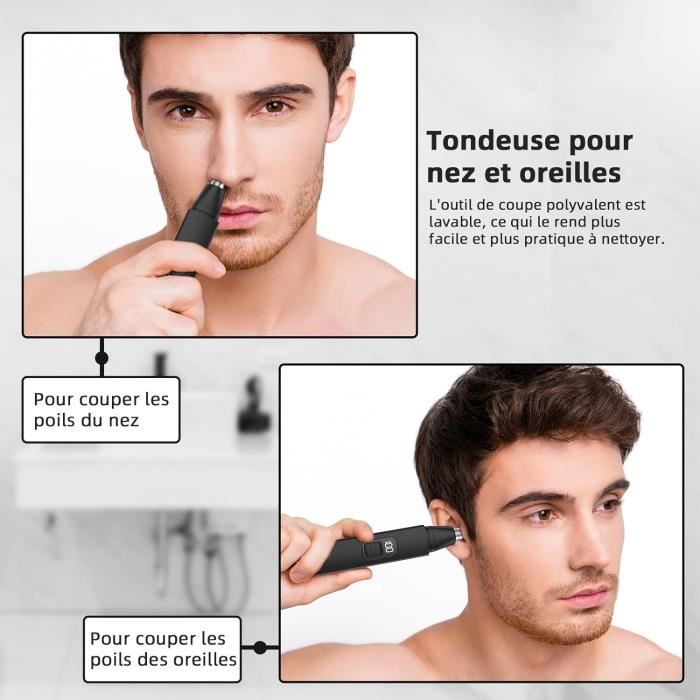 Tondeuse pour
nez et oreilles
L'outil de coupe polyvalent est
lavable, ce qui le rend plus
facile et plus pratique à nettoyer.
Pour couper les
poils du nez
100
Pour couper les
poils des oreilles